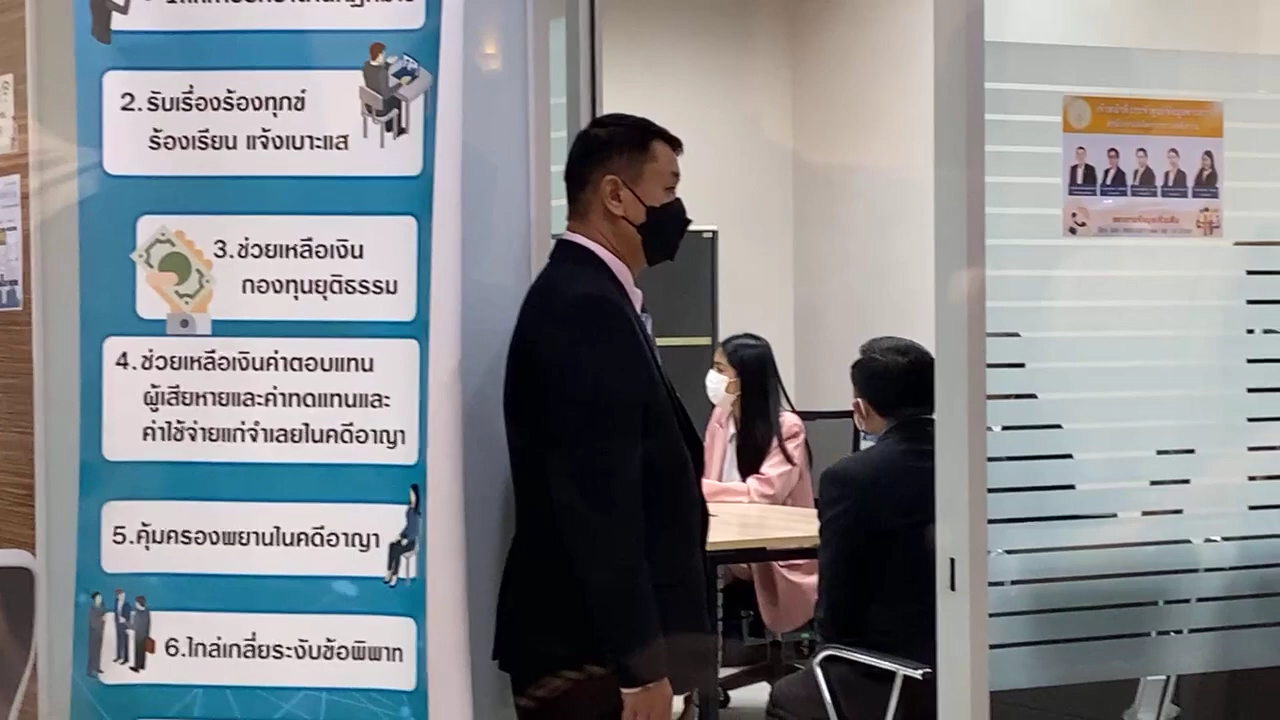 2. รับเรื่องร้องทุกข์
ร้องเรียน แจ้งเบาะแส
3. ช่วยเหลือเงิน
กองทุนยุติธรรม
4. ช่วยเหลือเงินค่าตอบแทน
ผู้เสียหายและค่าทดแทนและ
ค่าใช้จ่ายแก่จำเลยในคดีอาญา
5. คุ้มครองพยานในคดีอาญา
6. ไกล่เกลี่ยระงับข้อพิพาท